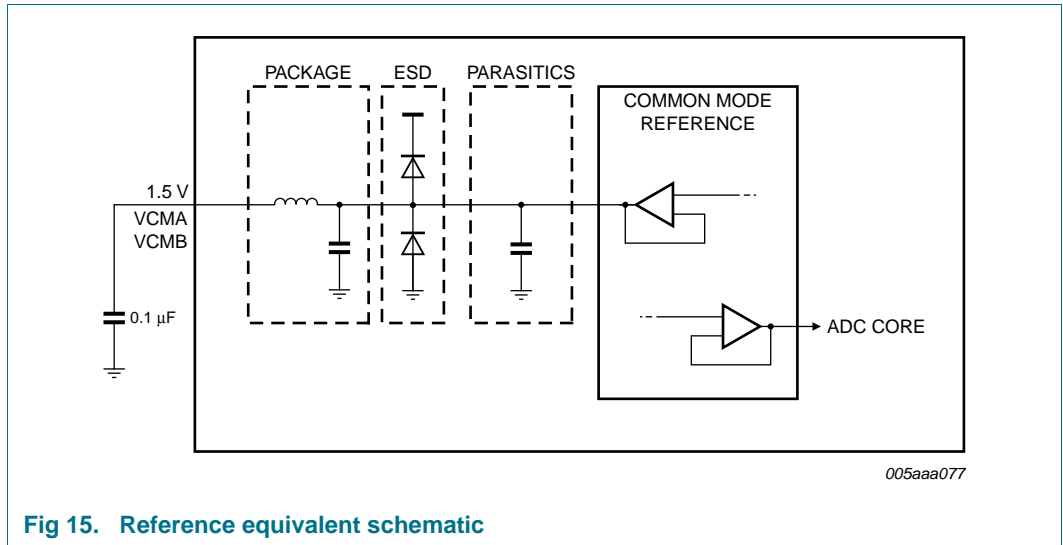 PACKAGE ESD PARASITICS
COMMON MODE
REFERENCE
1.5 V
VCMA
VCMB
0.1 μF
ADC CORE
005aaa077
Fig 15. Reference equivalent schematic